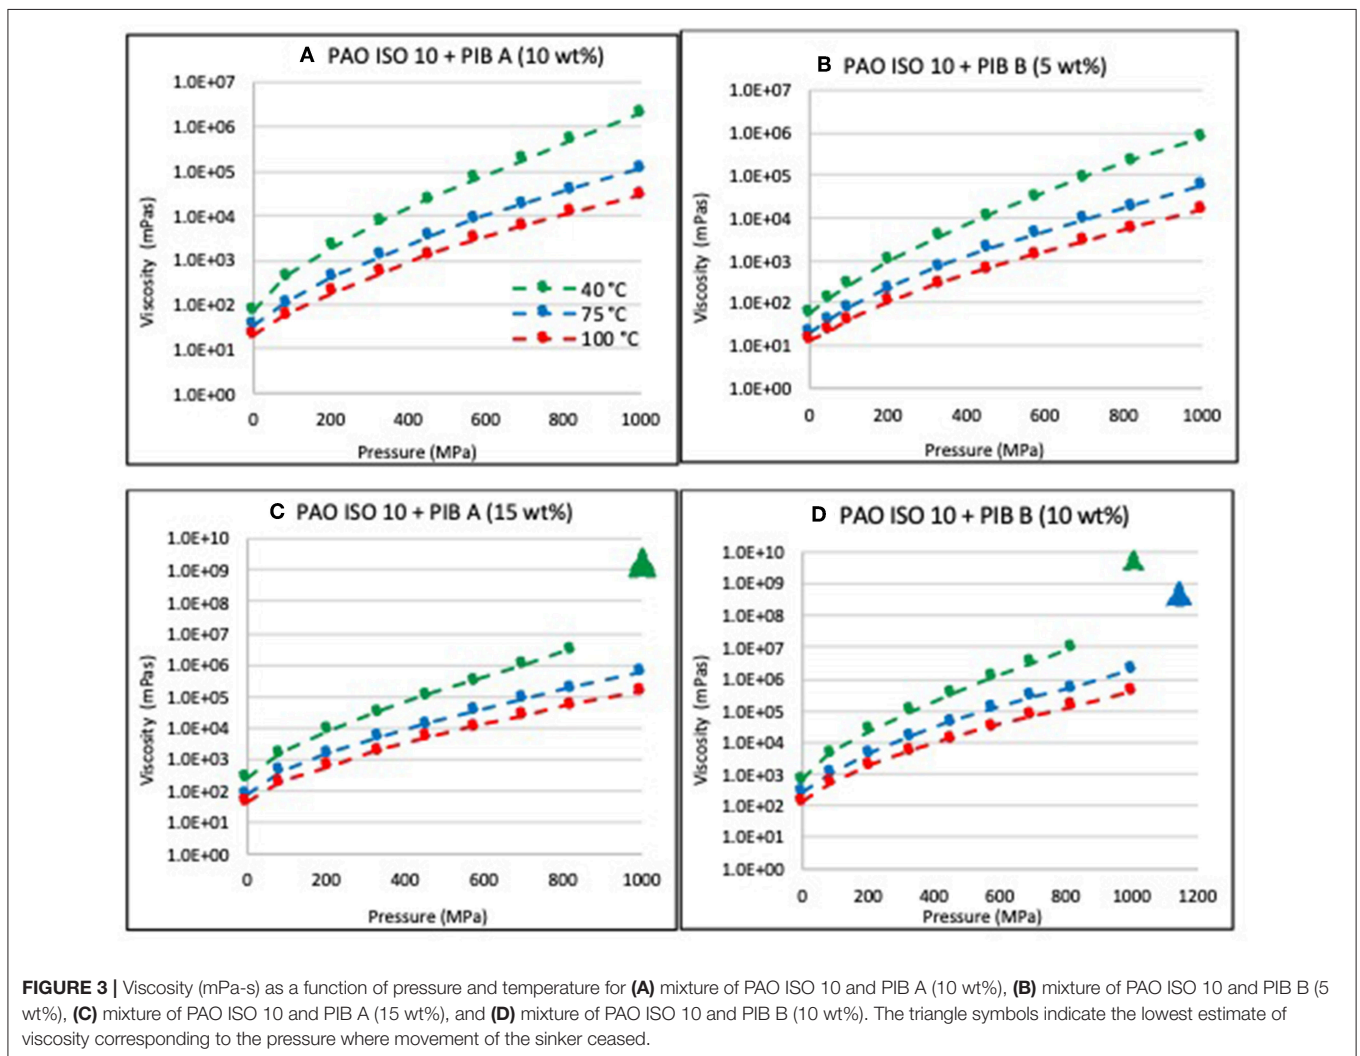 A PAO ISO 10 + PIB A (10 wt%)
1.0E+07
1.0E+06
1.0E+05
1.0E+04
1.0E+03
1.0E+02
1.0E+01
1.0E+00
Viscosity (mPas)
40 °C
75 °C
100 °C
0 200 400 600 800 1000
Pressure (MPa)
B PAO ISO 10 + PIB B (5 wt%)
1.0E+07
1.0E+06
1.0E+05
1.0E+04
1.0E+03
1.0E+02
1.0E+01
1.0E+00
Viscosity (mPas)
0 200 400 600 800 1000
Pressure (MPa)
C PAO ISO 10 + PIB A (15 wt%)
1.0E+10
1.0E+09
1.0E+08
1.0E+07
1.0E+06
1.0E+05
1.0E+04
1.0E+03
1.0E+02
1.0E+01
1.0E+00
Viscosity (mPas)
0 200 400 600 800 1000
Pressure (MPa)
D PAO ISO 10 + PIB B (10 wt%)
1.0E+10
1.0E+09
1.0E+08
1.0E+07
1.0E+06
1.0E+05
1.0E+04
1.0E+03
1.0E+02
1.0E+01
1.0E+00
Viscosity (mPas)
0 200 400 600 800 1000 1200
Pressure (MPa)
FIGURE 3 | Viscosity (mPa-s) as a function of pressure and temperature for (A) mixture of PAO ISO 10 and PIB A (10 wt%), (B) mixture of PAO ISO 10 and PIB B (5
wt%), (C) mixture of PAO ISO 10 and PIB A (15 wt%), and (D) mixture of PAO ISO 10 and PIB B (10 wt%). The triangle symbols indicate the lowest estimate of
viscosity corresponding to the pressure where movement of the sinker ceased.